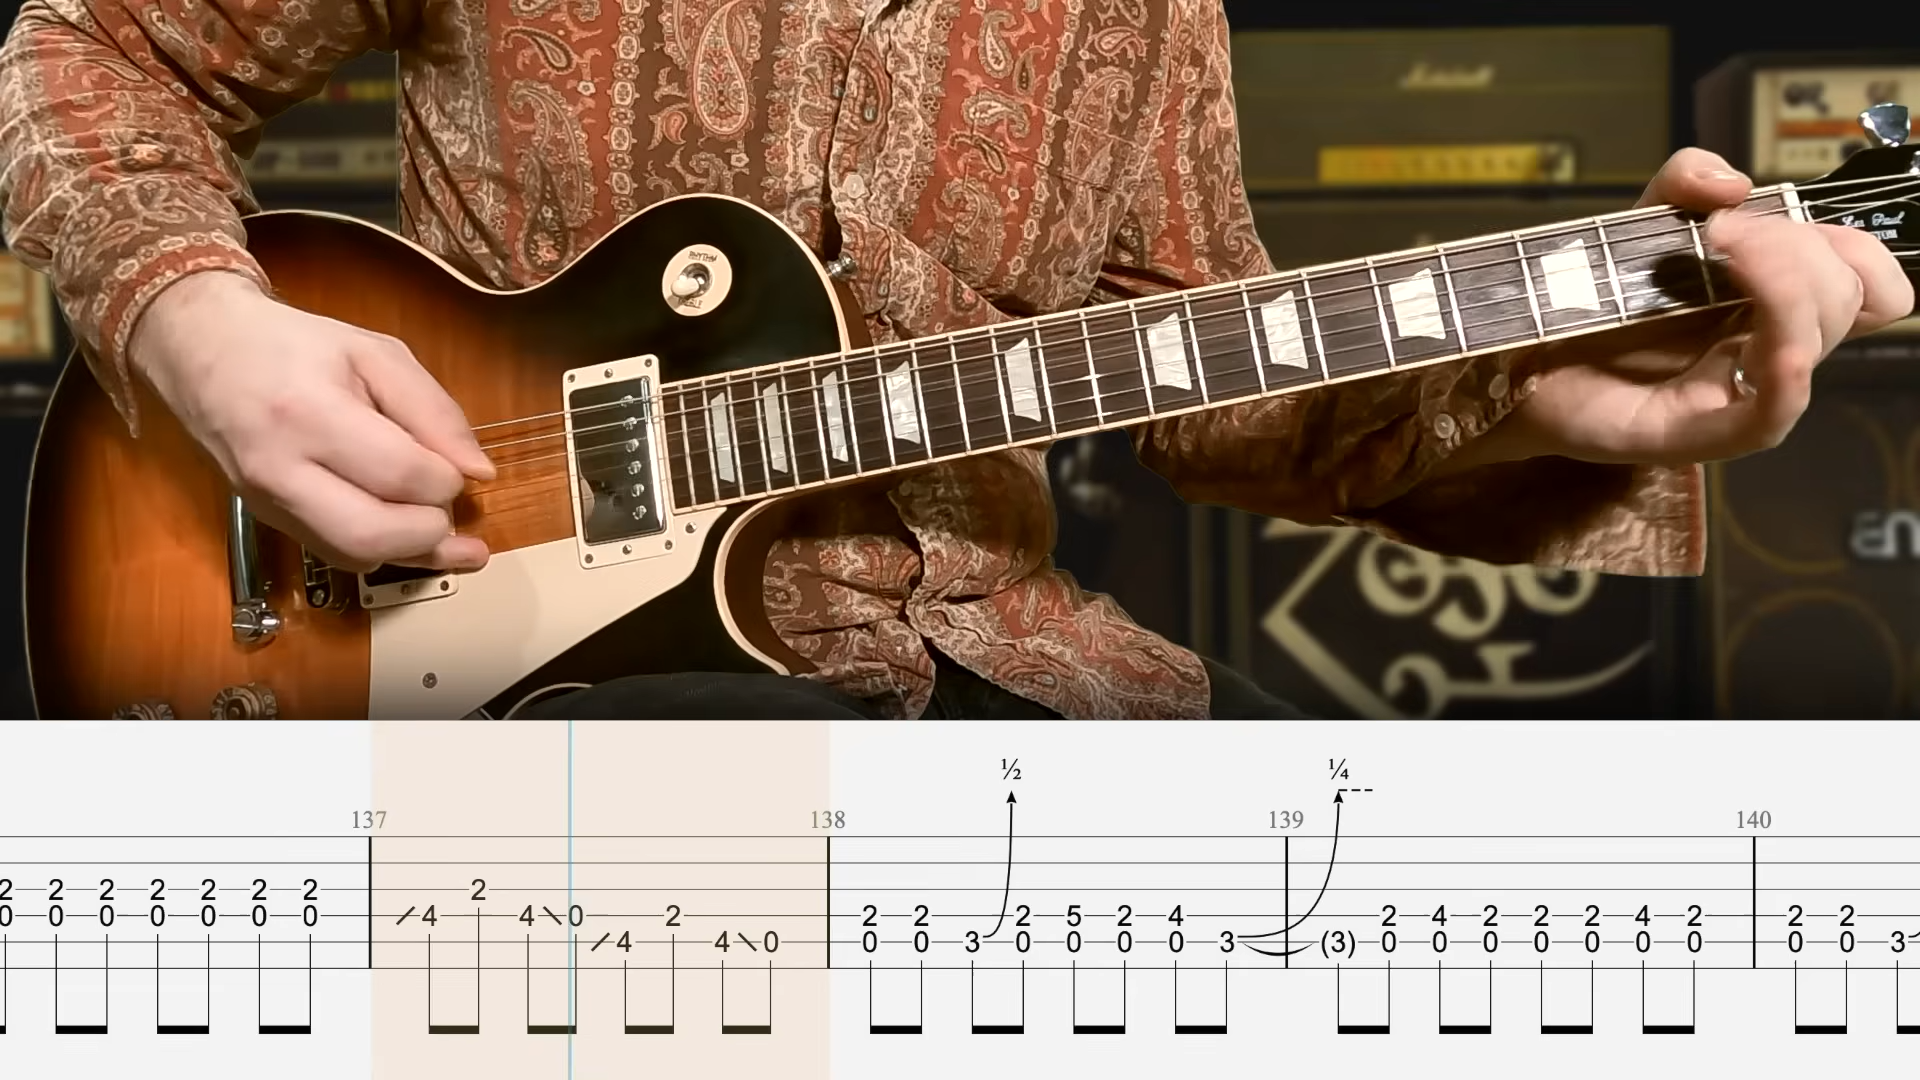 Marshall
Les Paul
RHYTHM
½
¼
137
138
139
140
2 2 2 2 2 2 2 2
0 0 0 0 0 0 0 4 4 0 2 2 2 2 5 2 4 2 4 2 2 2 4 2 2 2
4 4 0 0 0 3 0 0 0 0 3 (3) 0 0 0 0 0 0 0 0 0 3